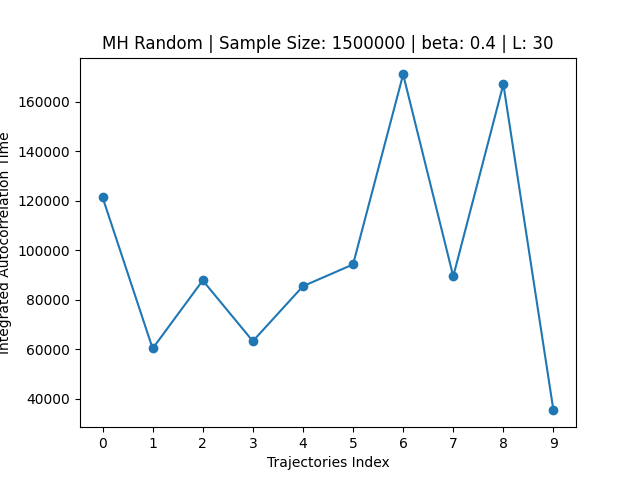 MH Random | Sample Size: 1500000 | beta: 0.4 | L: 30
Integrated Autocorrelation Time
160000
140000
120000
100000
80000
60000
40000
0 1 2 3 4 5 6 7 8 9
Trajectories Index